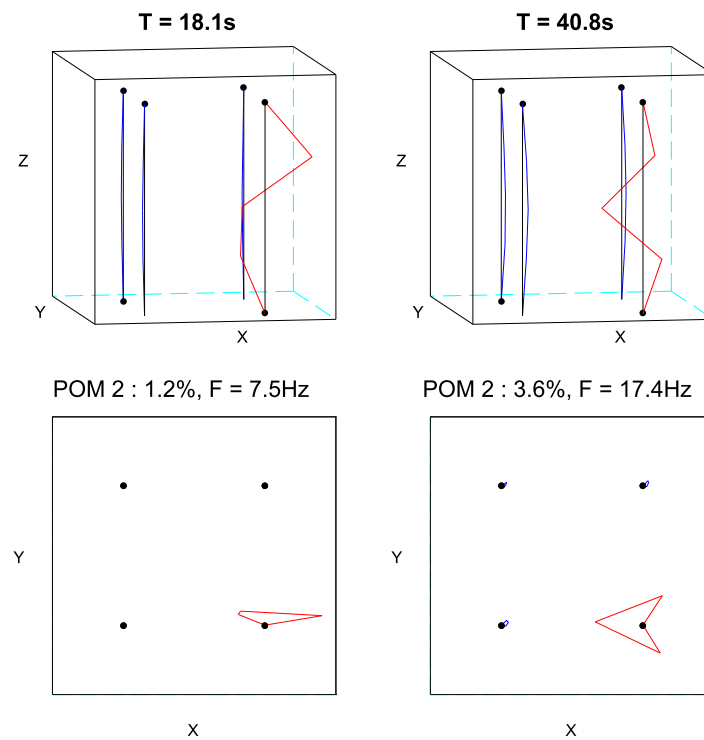 T = 18.1s
T = 40.8s
Z
Z
Y
X
Y
X
POM 2 : 1.2%, F = 7.5Hz
POM 2 : 3.6%, F = 17.4Hz
Y
Y
X
X